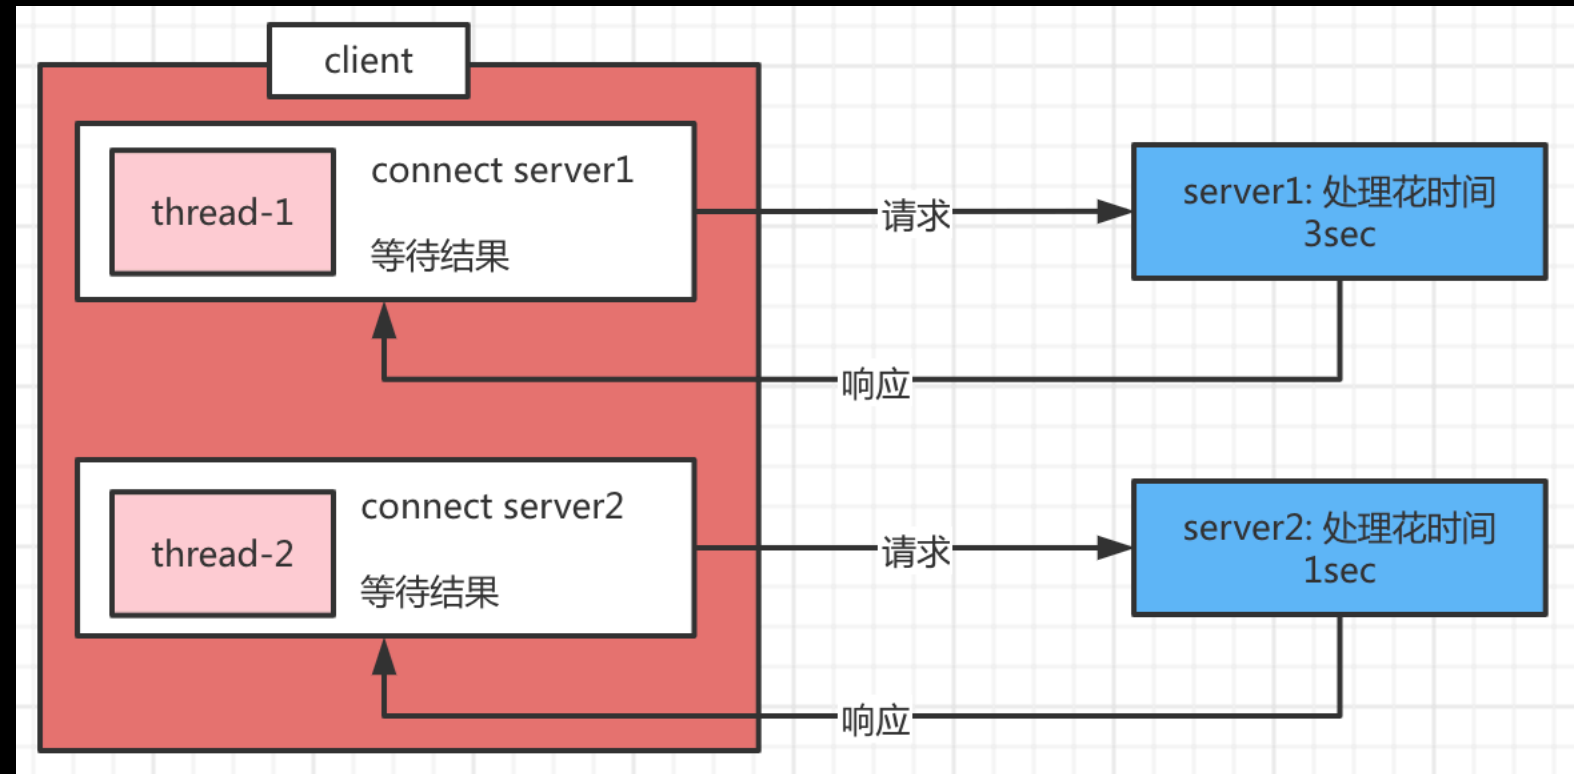 client
thread-1
connect server1
等待结果
请求
server1: 处理花时间
3sec
响应
thread-2
connect server2
等待结果
请求
server2: 处理花时间
1sec
响应